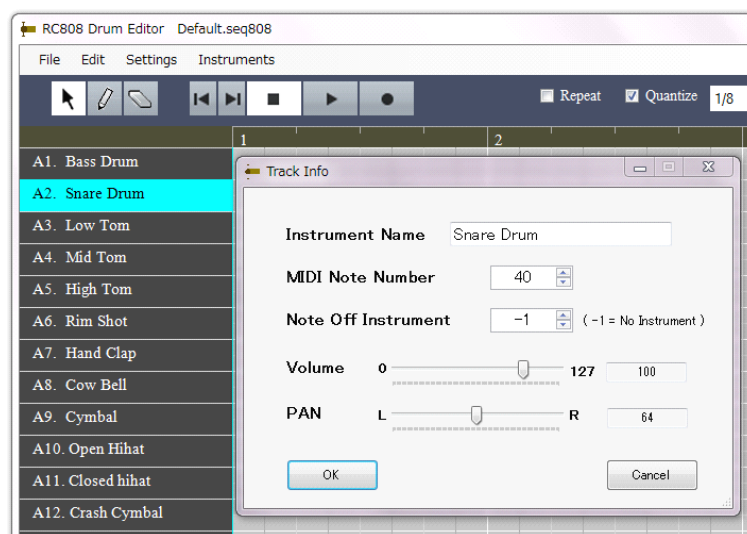 RC808 Drum Editor Default.seq808
File Edit Settings Instruments
Repeat Quantize 1/8
1 2
A1. Bass Drum
A2. Snare Drum
A3. Low Tom
A4. Mid Tom
A5. High Tom
A6. Rim Shot
A7. Hand Clap
A8. Cow Bell
A9. Cymbal
A10. Open Hihat
A11. Closed hihat
A12. Crash Cymbal
Track Info
Instrument Name Snare Drum
MIDI Note Number 40
Note Off Instrument -1 ( -1 = No Instrument )
Volume 0 127 100
PAN L R 64
OK Cancel